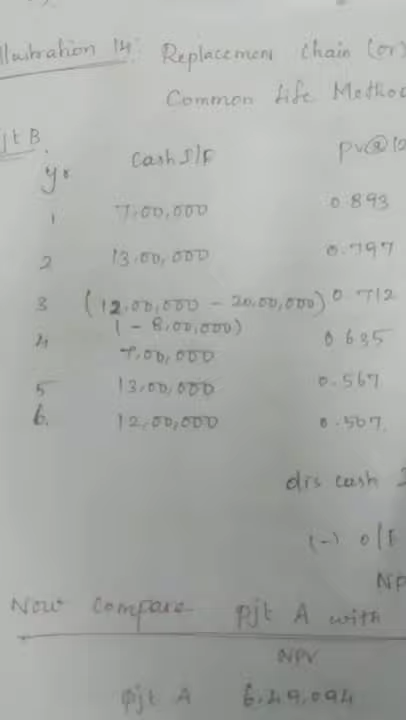 Illustration 14: Replacement Chain (or)
Common Life Method
Pjt B.
Yr Cash I/F PV@12
1 7,00,000 0.893
2 13,00,000 0.797
3 (12,00,000 - 20,00,000) 0.712
(-8,00,000)
4 7,00,000 0.635
5 13,00,000 0.567
6. 12,00,000 0.507
dis cash
(-) O/F
NP
Now compare pjt A with
NPV
pjt A 6,49,094